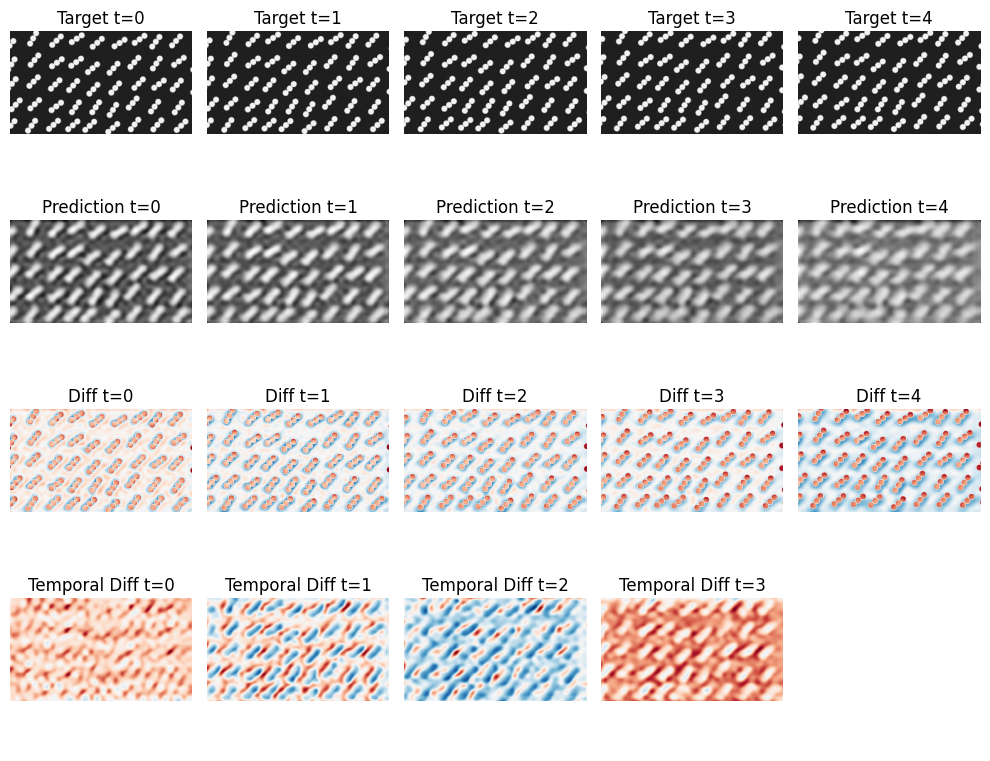 Target t=0 Target t=1 Target t=2 Target t=3 Target t=4
Prediction t=0 Prediction t=1 Prediction t=2 Prediction t=3 Prediction t=4
Diff t=0 Diff t=1 Diff t=2 Diff t=3 Diff t=4
Temporal Diff t=0 Temporal Diff t=1 Temporal Diff t=2 Temporal Diff t=3